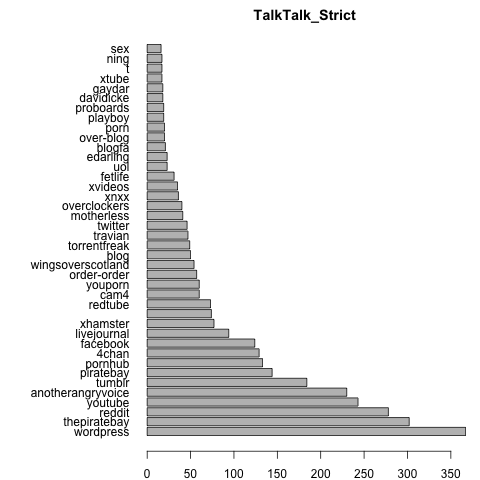 TalkTalk_Strict
sex
ning
t
xtube
gaydar
davidicke
proboards
playboy
porn
over-blog
blogfa
edarling
uol
fetlife
xvideos
xnxx
overclockers
motherless
twitter
travian
torrentfreak
blog
wingsoverscotland
order-order
youporn
cam4
redtube
xhamster
livejournal
facebook
4chan
pornhub
piratebay
tumblr
anotherangryvoice
youtube
reddit
thepiratebay
wordpress
0 50 100 150 200 250 300 350